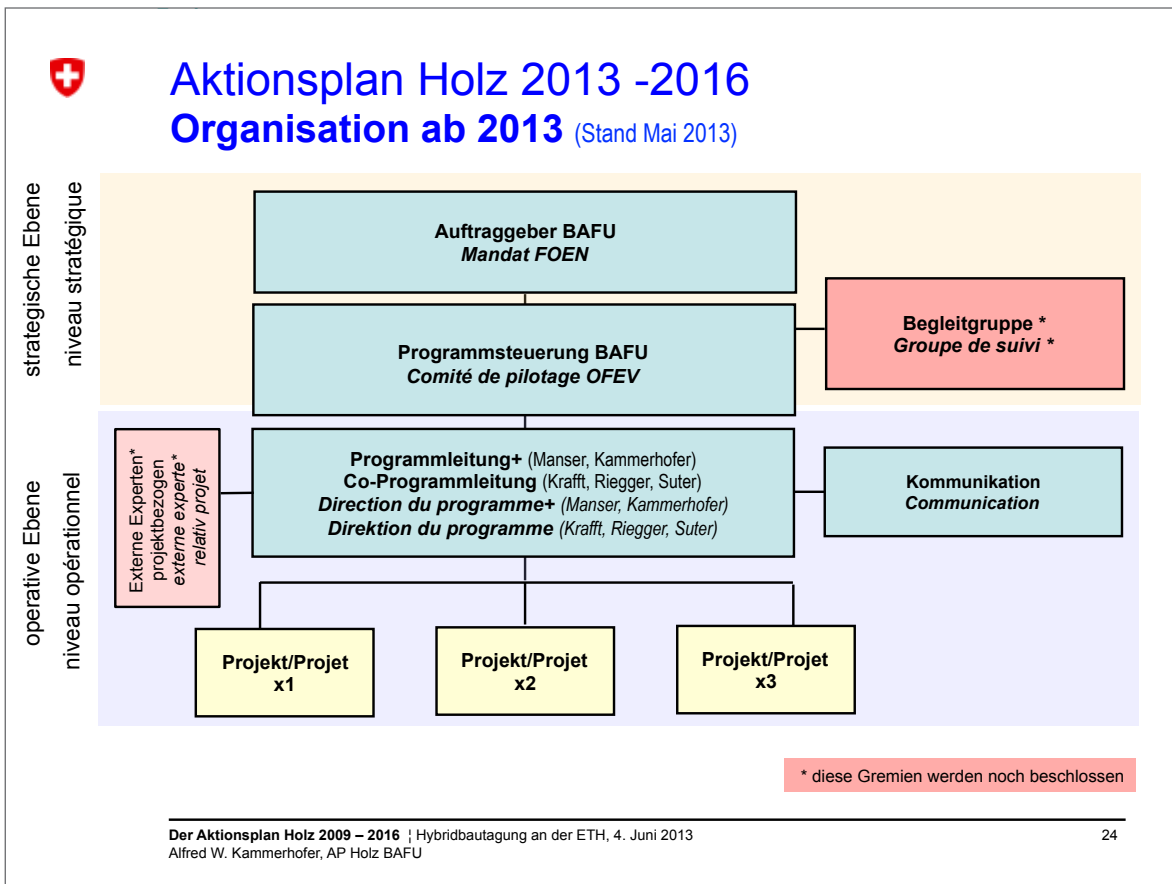 Aktionsplan Holz 2013 -2016
Organisation ab 2013 (Stand Mai 2013)
strategische Ebene
niveau stratégique
Auftraggeber BAFU
Mandat FOEN
Programmsteuerung BAFU
Comité de pilotage OFEV
Begleitgruppe *
Groupe de suivi *
operative Ebene
niveau opérationnel
Externe Experten*
projektbezogen
externe experte*
relativ projet
Programmleitung+ (Manser, Kammerhofer)
Co-Programmleitung (Krafft, Riegger, Suter)
Direction du programme+ (Manser, Kammerhofer)
Direktion du programme (Krafft, Riegger, Suter)
Kommunikation
Communication
Projekt/Projet
x1
Projekt/Projet
x2
Projekt/Projet
x3
* diese Gremien werden noch beschlossen
Der Aktionsplan Holz 2009 – 2016 ¦ Hybridbautagung an der ETH, 4. Juni 2013
Alfred W. Kammerhofer, AP Holz BAFU
24